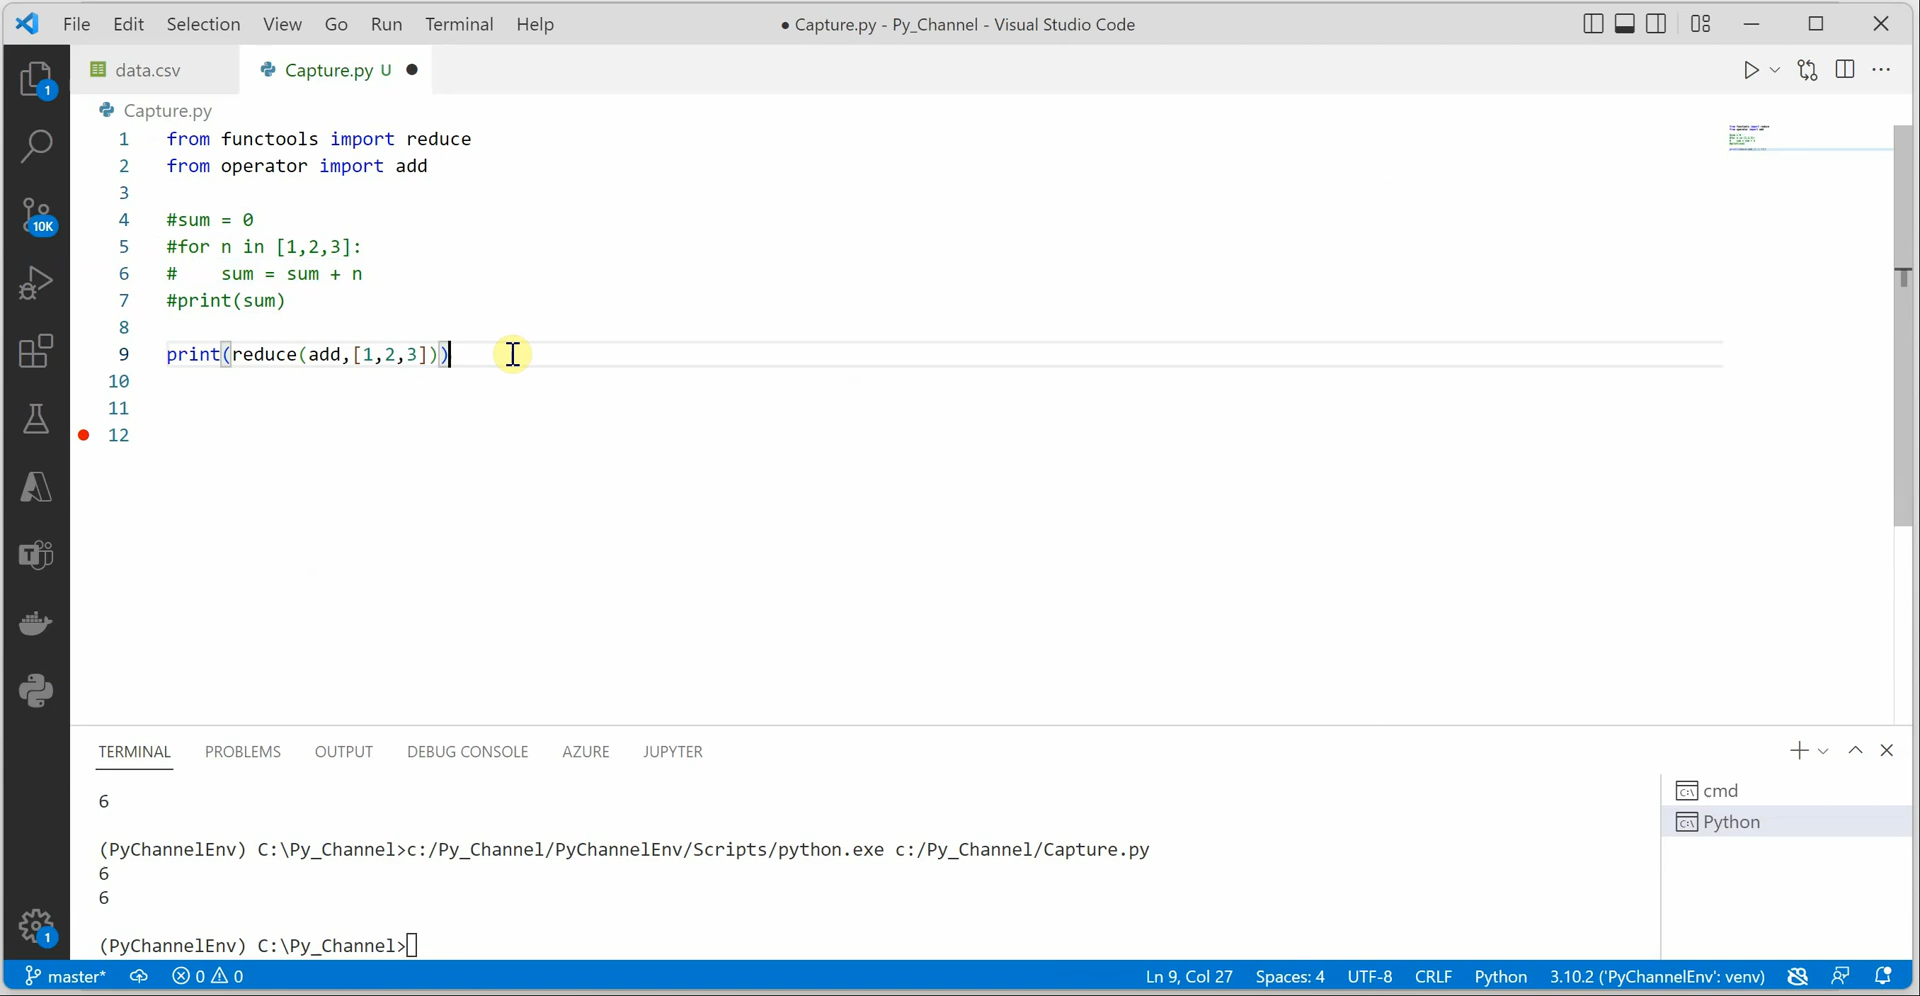 File Edit Selection View Go Run Terminal Help
● Capture.py - Py_Channel - Visual Studio Code
data.csv
Capture.py U ●
Capture.py
1 from functools import reduce
2 from operator import add
3
4 #sum = 0
5 #for n in [1,2,3]:
6 #    sum = sum + n
7 #print(sum)
8
9 print(reduce(add,[1,2,3]))
10
11
12
1
10K
1
TERMINAL PROBLEMS OUTPUT DEBUG CONSOLE AZURE JUPYTER
6
(PyChannelEnv) C:\Py_Channel>c:/Py_Channel/PyChannelEnv/Scripts/python.exe c:/Py_Channel/Capture.py
6
6
(PyChannelEnv) C:\Py_Channel>
cmd
Python
master* 0 0 Ln 9, Col 27 Spaces: 4 UTF-8 CRLF Python 3.10.2 ('PyChannelEnv': venv)